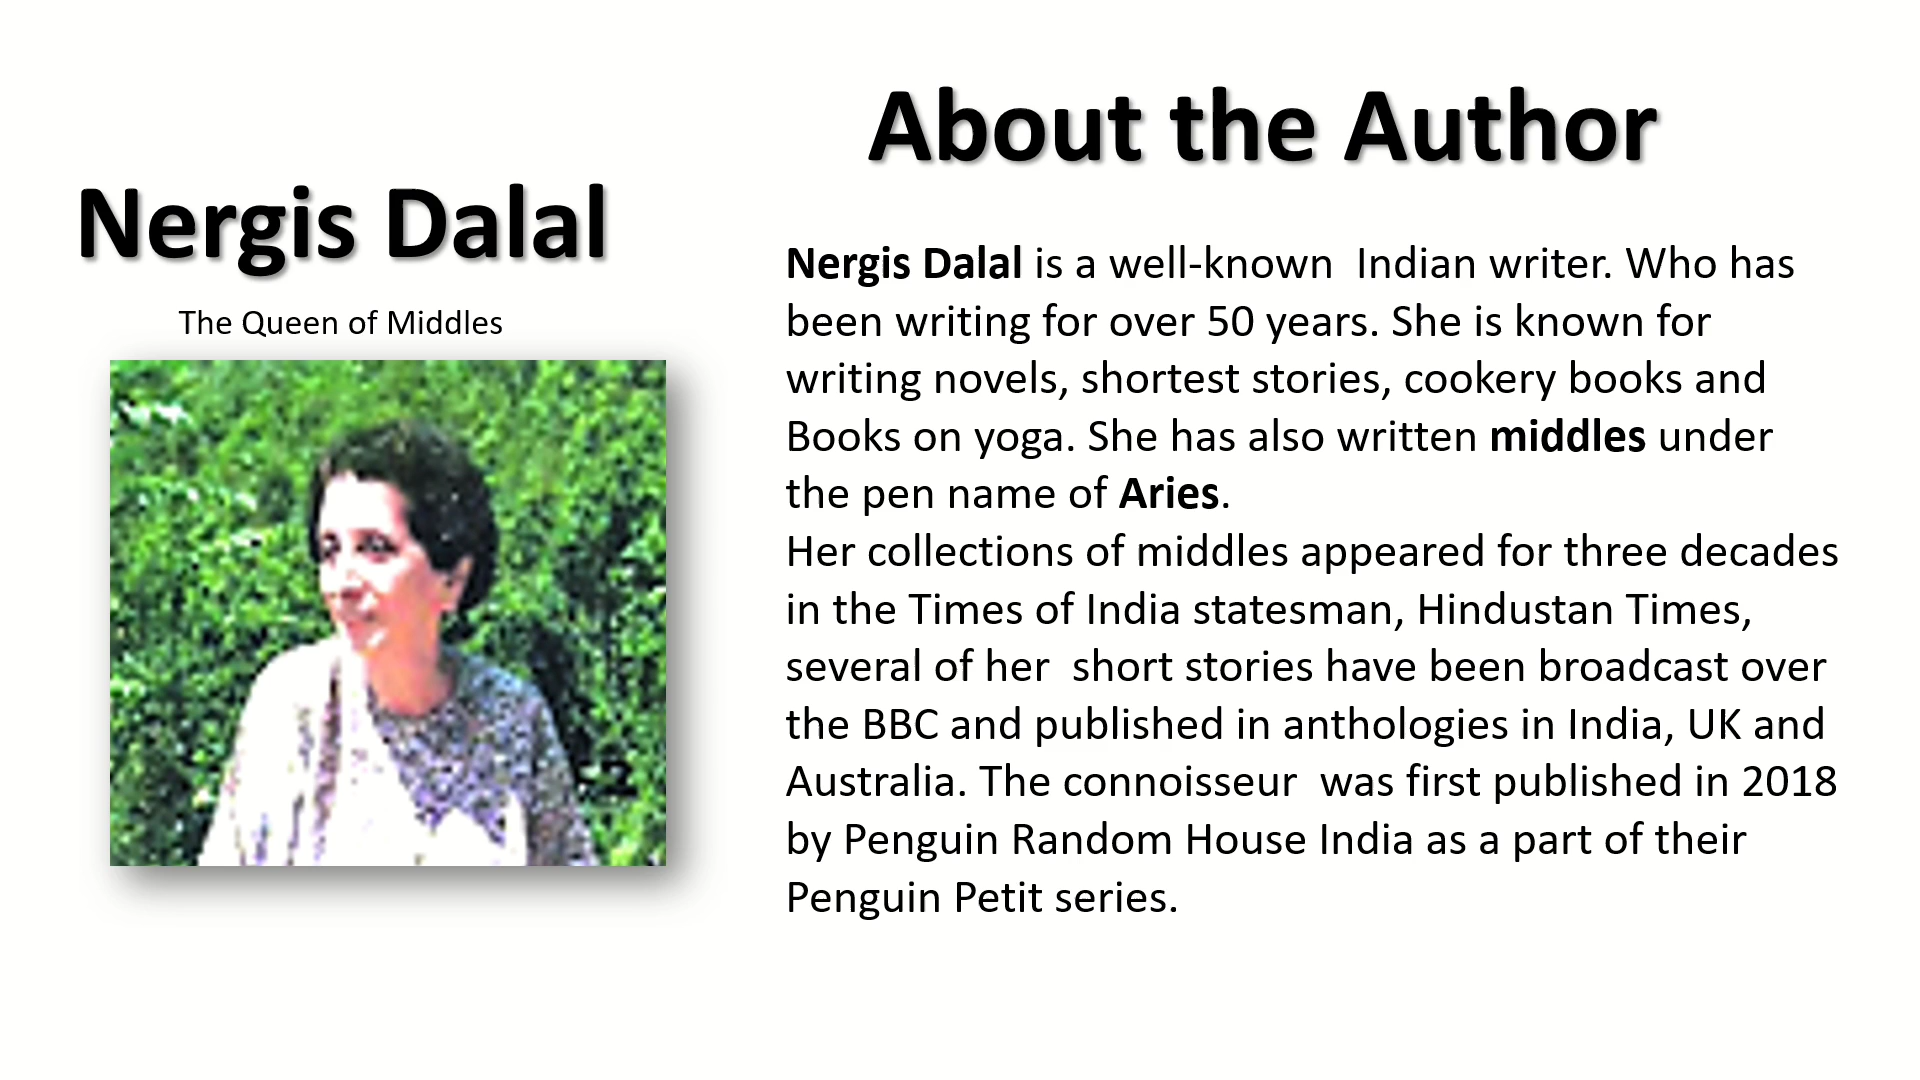 Nergis Dalal
The Queen of Middles
About the Author
Nergis Dalal is a well-known  Indian writer. Who has
been writing for over 50 years. She is known for
writing novels, shortest stories, cookery books and
Books on yoga. She has also written middles under
the pen name of Aries.
Her collections of middles appeared for three decades
in the Times of India statesman, Hindustan Times,
several of her  short stories have been broadcast over
the BBC and published in anthologies in India, UK and
Australia. The connoisseur  was first published in 2018
by Penguin Random House India as a part of their
Penguin Petit series.